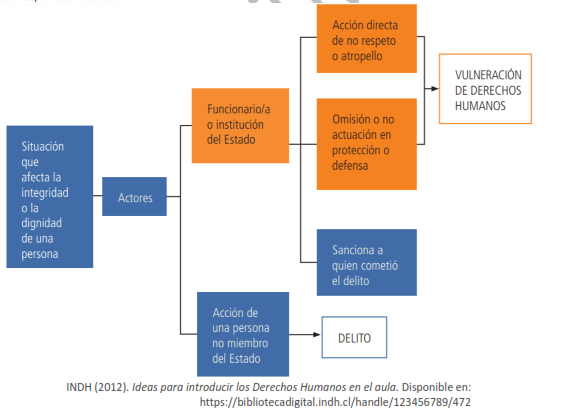 Situación
que
afecta la
integridad
o la
dignidad
de una
persona
Actores
Funcionario/a
o institución
del Estado
Acción directa
de no respeto
o atropello
Omisión o no
actuación en
protección o
defensa
VULNERACIÓN
DE DERECHOS
HUMANOS
Sanciona a
quien cometió
el delito
Acción de
una persona
no miembro
del Estado
DELITO
INDH (2012). Ideas para introducir los Derechos Humanos en el aula. Disponible en:
https://bibliotecadigital.indh.cl/handle/123456789/472